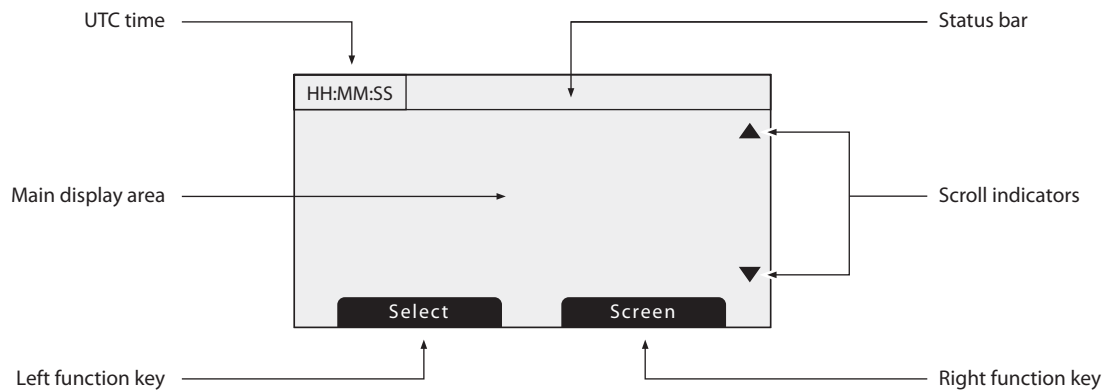 UTC time
Status bar
HH:MM:SS
Main display area
Scroll indicators
Select
Screen
Left function key
Right function key